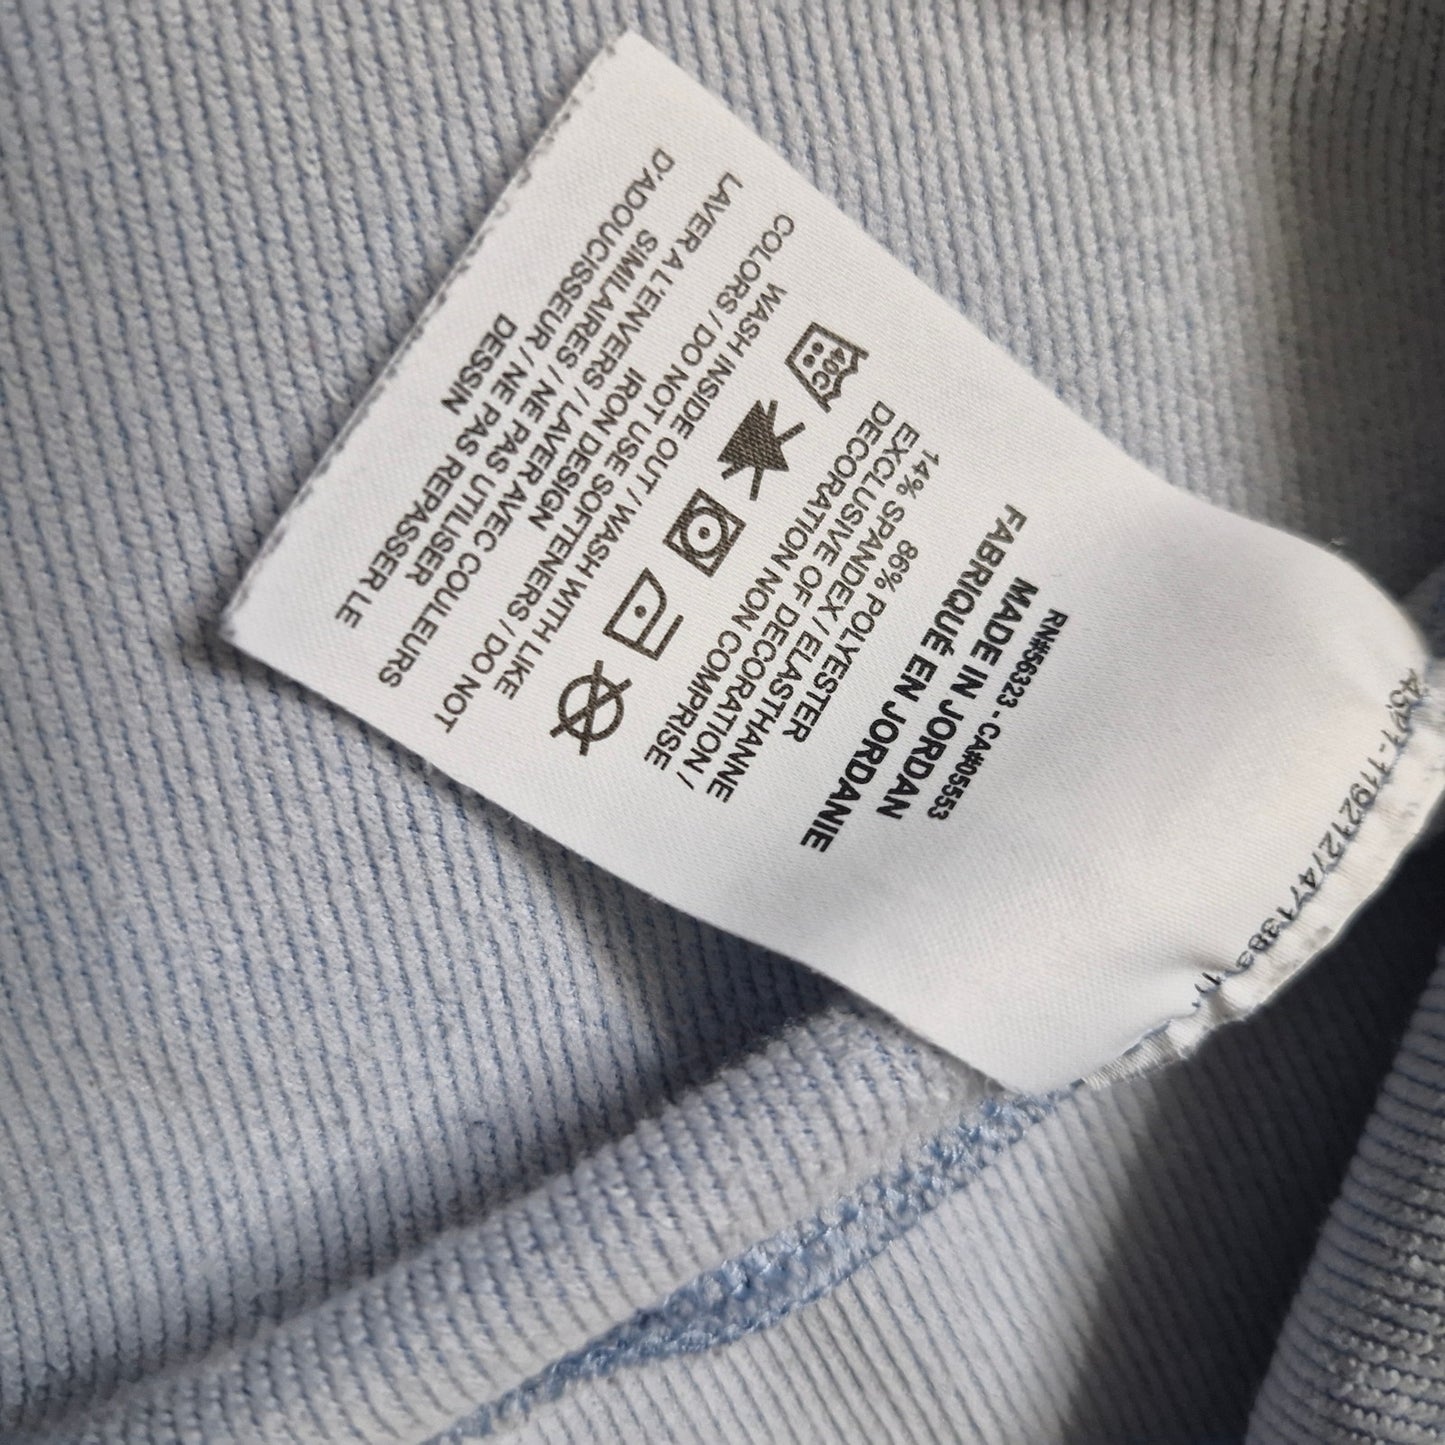 RN#56323 - CA#05553
MADE IN JORDAN
FABRIQUÉ EN JORDANIE
86% POLYESTER
14% SPANDEX / ELASTHANNE
EXCLUSIVE OF DECORATION /
DECORATION NON COMPRISE
40C
WASH INSIDE OUT / WASH WITH LIKE
COLORS / DO NOT USE SOFTENERS / DO NOT
IRON DESIGN
LAVER A L'ENVERS / LAVER AVEC COULEURS
SIMILAIRES / NE PAS UTILISER
D'ADOUCISSEUR / NE PAS REPASSER LE
DESSIN